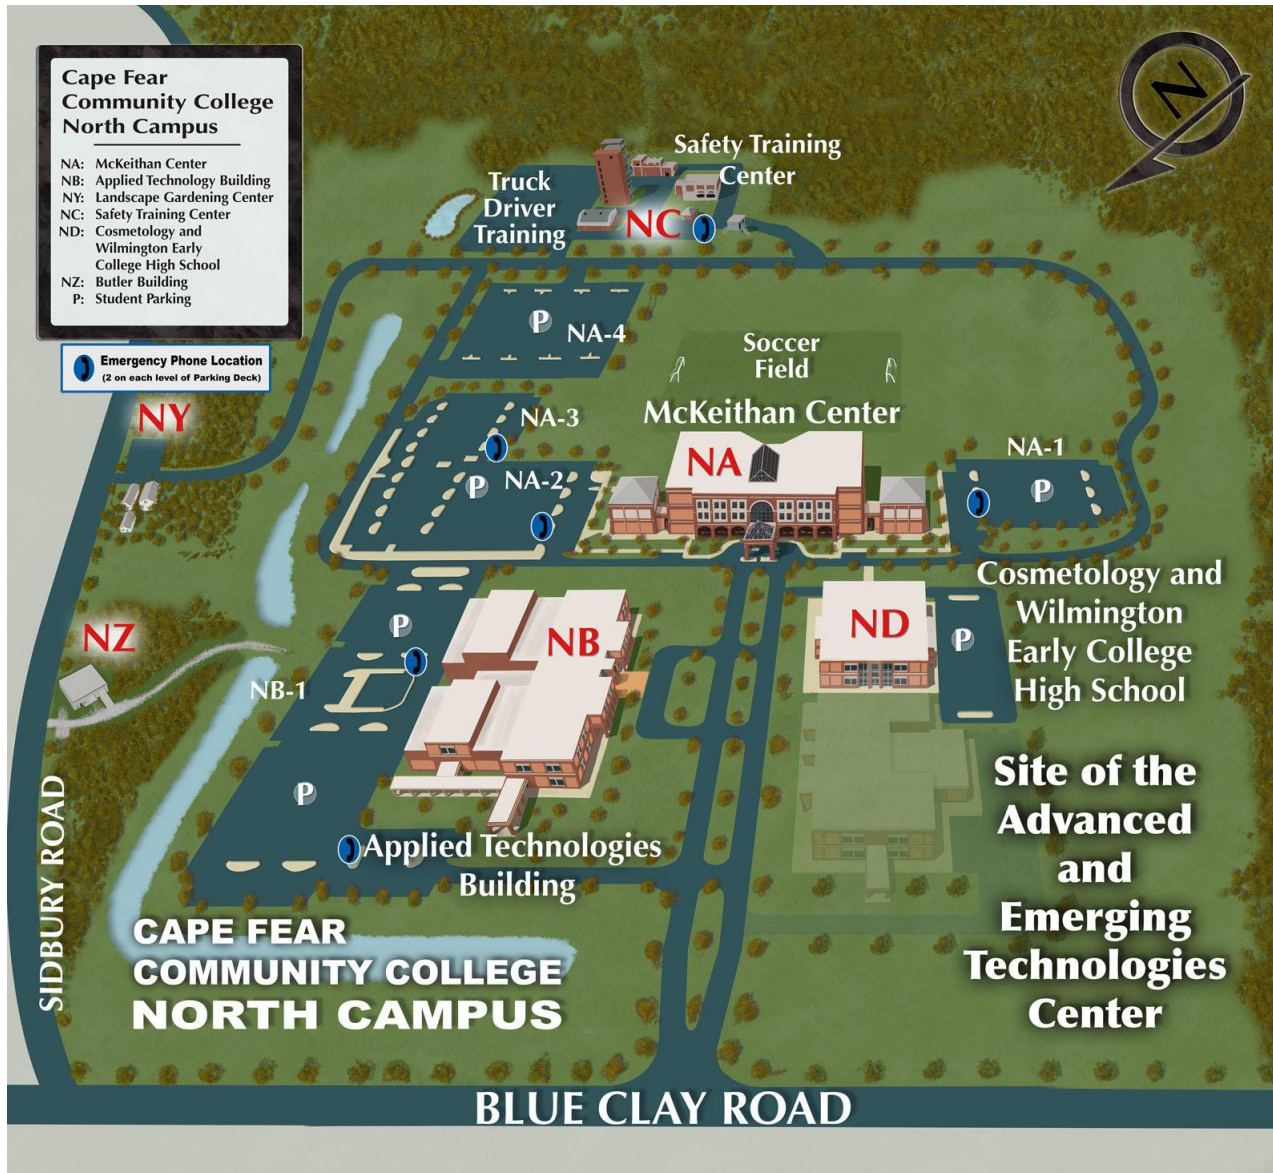 Cape Fear
Community College
North Campus
NA: McKeithan Center
NB: Applied Technology Building
NY: Landscape Gardening Center
NC: Safety Training Center
ND: Cosmetology and
Wilmington Early
College High School
NZ: Butler Building
P: Student Parking
Emergency Phone Location
(2 on each level of Parking Deck)
N
Safety Training
Center
Truck
Driver
Training
NC
P
NA-4
Soccer
Field
McKeithan Center
NY
NA-3
NA-2
P
NA
NA-1
P
Cosmetology and
Wilmington
Early College
High School
NZ
P
NB
ND
P
NB-1
P
Site of the
Advanced
and
Emerging
Technologies
Center
Applied Technologies
Building
SIDBURY ROAD
CAPE FEAR
COMMUNITY COLLEGE
NORTH CAMPUS
BLUE CLAY ROAD